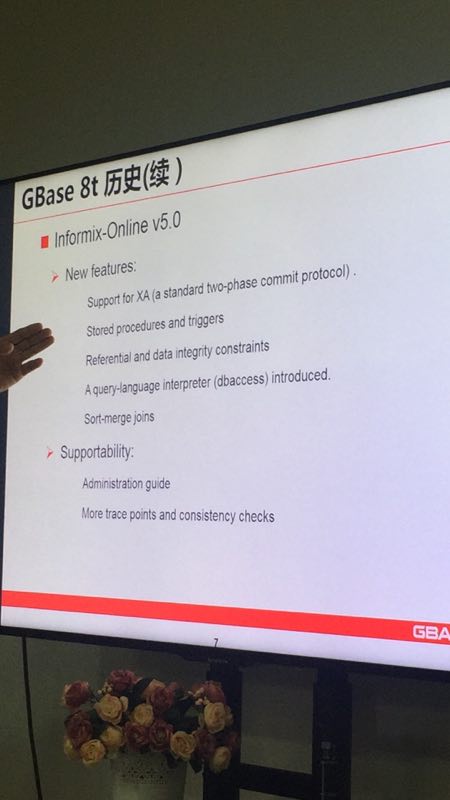 GBase 8t 历史(续)
Informix-Online v5.0
New features:
Support for XA (a standard two-phase commit protocol) .
Stored procedures and triggers
Referential and data integrity constraints
A query-language interpreter (dbaccess) introduced.
Sort-merge joins
Supportability:
Administration guide
More trace points and consistency checks
GBA
7